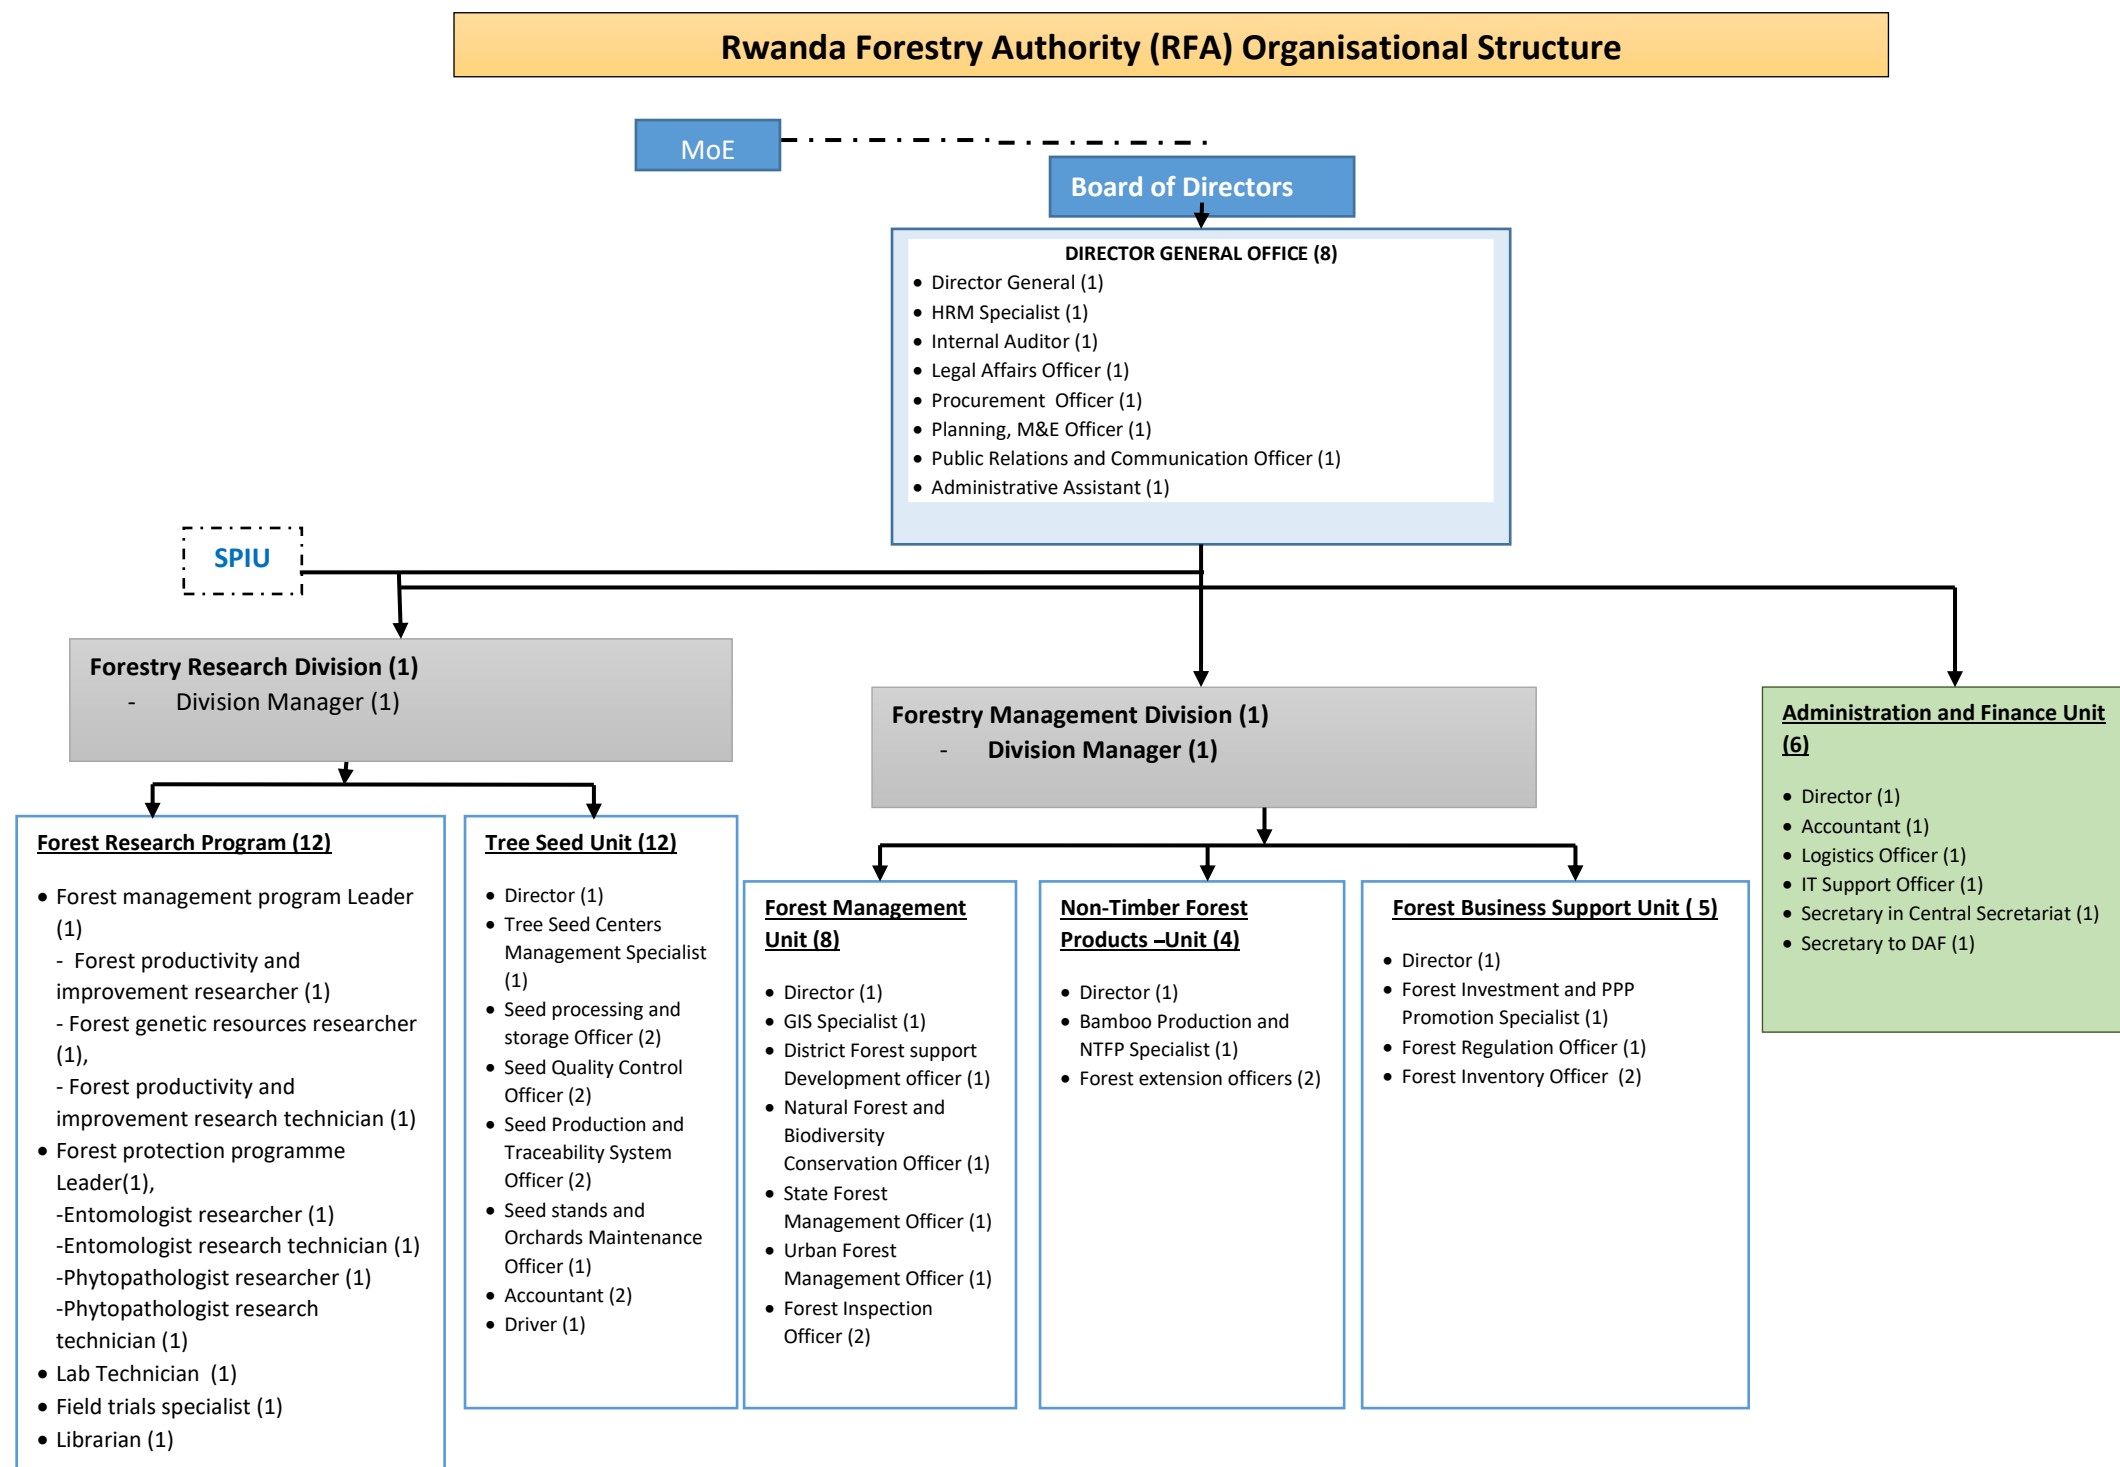 Rwanda Forestry Authority (RFA) Organisational Structure
MoE
Board of Directors
DIRECTOR GENERAL OFFICE (8)
• Director General (1)
• HRM Specialist (1)
• Internal Auditor (1)
• Legal Affairs Officer (1)
• Procurement  Officer (1)
• Planning, M&E Officer (1)
• Public Relations and Communication Officer (1)
• Administrative Assistant (1)
SPIU
Forestry Research Division (1)
- Division Manager (1)
Forestry Management Division (1)
- Division Manager (1)
Administration and Finance Unit
(6)
• Director (1)
• Accountant (1)
• Logistics Officer (1)
• IT Support Officer (1)
• Secretary in Central Secretariat (1)
• Secretary to DAF (1)
Forest Research Program (12)
• Forest management program Leader
(1)
- Forest productivity and
improvement researcher (1)
- Forest genetic resources researcher
(1),
- Forest productivity and
improvement research technician (1)
• Forest protection programme
Leader(1),
-Entomologist researcher (1)
-Entomologist research technician (1)
-Phytopathologist researcher (1)
-Phytopathologist research
technician (1)
• Lab Technician  (1)
• Field trials specialist (1)
• Librarian (1)
Tree Seed Unit (12)
• Director (1)
• Tree Seed Centers
Management Specialist
(1)
• Seed processing and
storage Officer (2)
• Seed Quality Control
Officer (2)
• Seed Production and
Traceability System
Officer (2)
• Seed stands and
Orchards Maintenance
Officer (1)
• Accountant (2)
• Driver (1)
Forest Management
Unit (8)
• Director (1)
• GIS Specialist (1)
• District Forest support
Development officer (1)
• Natural Forest and
Biodiversity
Conservation Officer (1)
• State Forest
Management Officer (1)
• Urban Forest
Management Officer (1)
• Forest Inspection
Officer (2)
Non-Timber Forest
Products –Unit (4)
• Director (1)
• Bamboo Production and
NTFP Specialist (1)
• Forest extension officers (2)
Forest Business Support Unit ( 5)
• Director (1)
• Forest Investment and PPP
Promotion Specialist (1)
• Forest Regulation Officer (1)
• Forest Inventory Officer  (2)